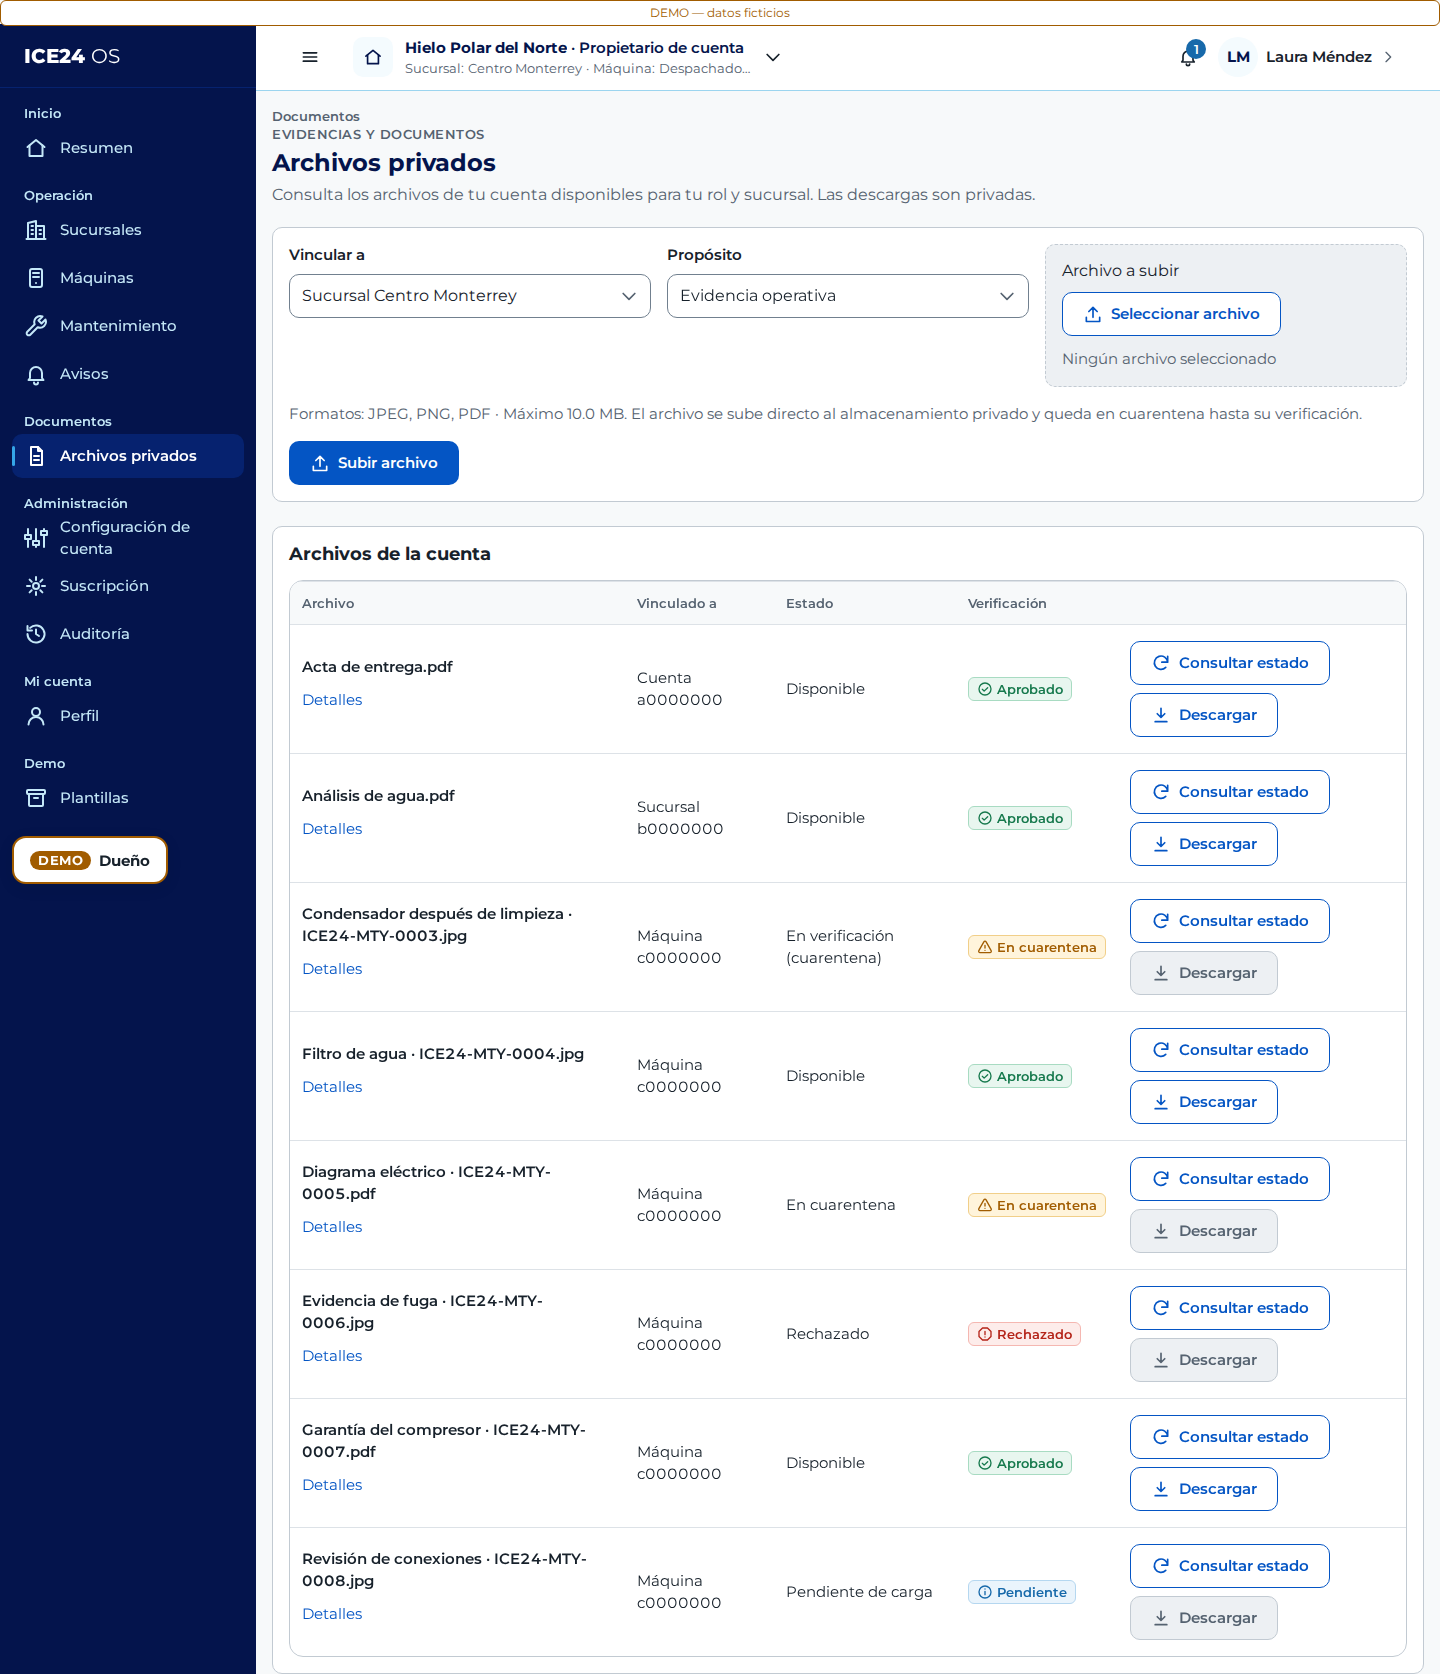 DEMO — datos ficticios
ICE24 OS
Inicio
Resumen
Operación
Sucursales
Máquinas
Mantenimiento
Avisos
Documentos
Archivos privados
Administración
Configuración de
cuenta
Suscripción
Auditoría
Mi cuenta
Perfil
Demo
Plantillas
DEMO Dueño
Hielo Polar del Norte · Propietario de cuenta
Sucursal: Centro Monterrey · Máquina: Despachado...
1
LM Laura Méndez
Documentos
EVIDENCIAS Y DOCUMENTOS
Archivos privados
Consulta los archivos de tu cuenta disponibles para tu rol y sucursal. Las descargas son privadas.
Vincular a
Sucursal Centro Monterrey
Propósito
Evidencia operativa
Archivo a subir
Seleccionar archivo
Ningún archivo seleccionado
Formatos: JPEG, PNG, PDF · Máximo 10.0 MB. El archivo se sube directo al almacenamiento privado y queda en cuarentena hasta su verificación.
Subir archivo
Archivos de la cuenta
Archivo Vinculado a Estado Verificación
Acta de entrega.pdf
Detalles
Cuenta
a0000000
Disponible
Aprobado
Consultar estado
Descargar
Análisis de agua.pdf
Detalles
Sucursal
b0000000
Disponible
Aprobado
Consultar estado
Descargar
Condensador después de limpieza ·
ICE24-MTY-0003.jpg
Detalles
Máquina
c0000000
En verificación
(cuarentena)
En cuarentena
Consultar estado
Descargar
Filtro de agua · ICE24-MTY-0004.jpg
Detalles
Máquina
c0000000
Disponible
Aprobado
Consultar estado
Descargar
Diagrama eléctrico · ICE24-MTY-
0005.pdf
Detalles
Máquina
c0000000
En cuarentena
En cuarentena
Consultar estado
Descargar
Evidencia de fuga · ICE24-MTY-
0006.jpg
Detalles
Máquina
c0000000
Rechazado
Rechazado
Consultar estado
Descargar
Garantía del compresor · ICE24-MTY-
0007.pdf
Detalles
Máquina
c0000000
Disponible
Aprobado
Consultar estado
Descargar
Revisión de conexiones · ICE24-MTY-
0008.jpg
Detalles
Máquina
c0000000
Pendiente de carga
Pendiente
Consultar estado
Descargar